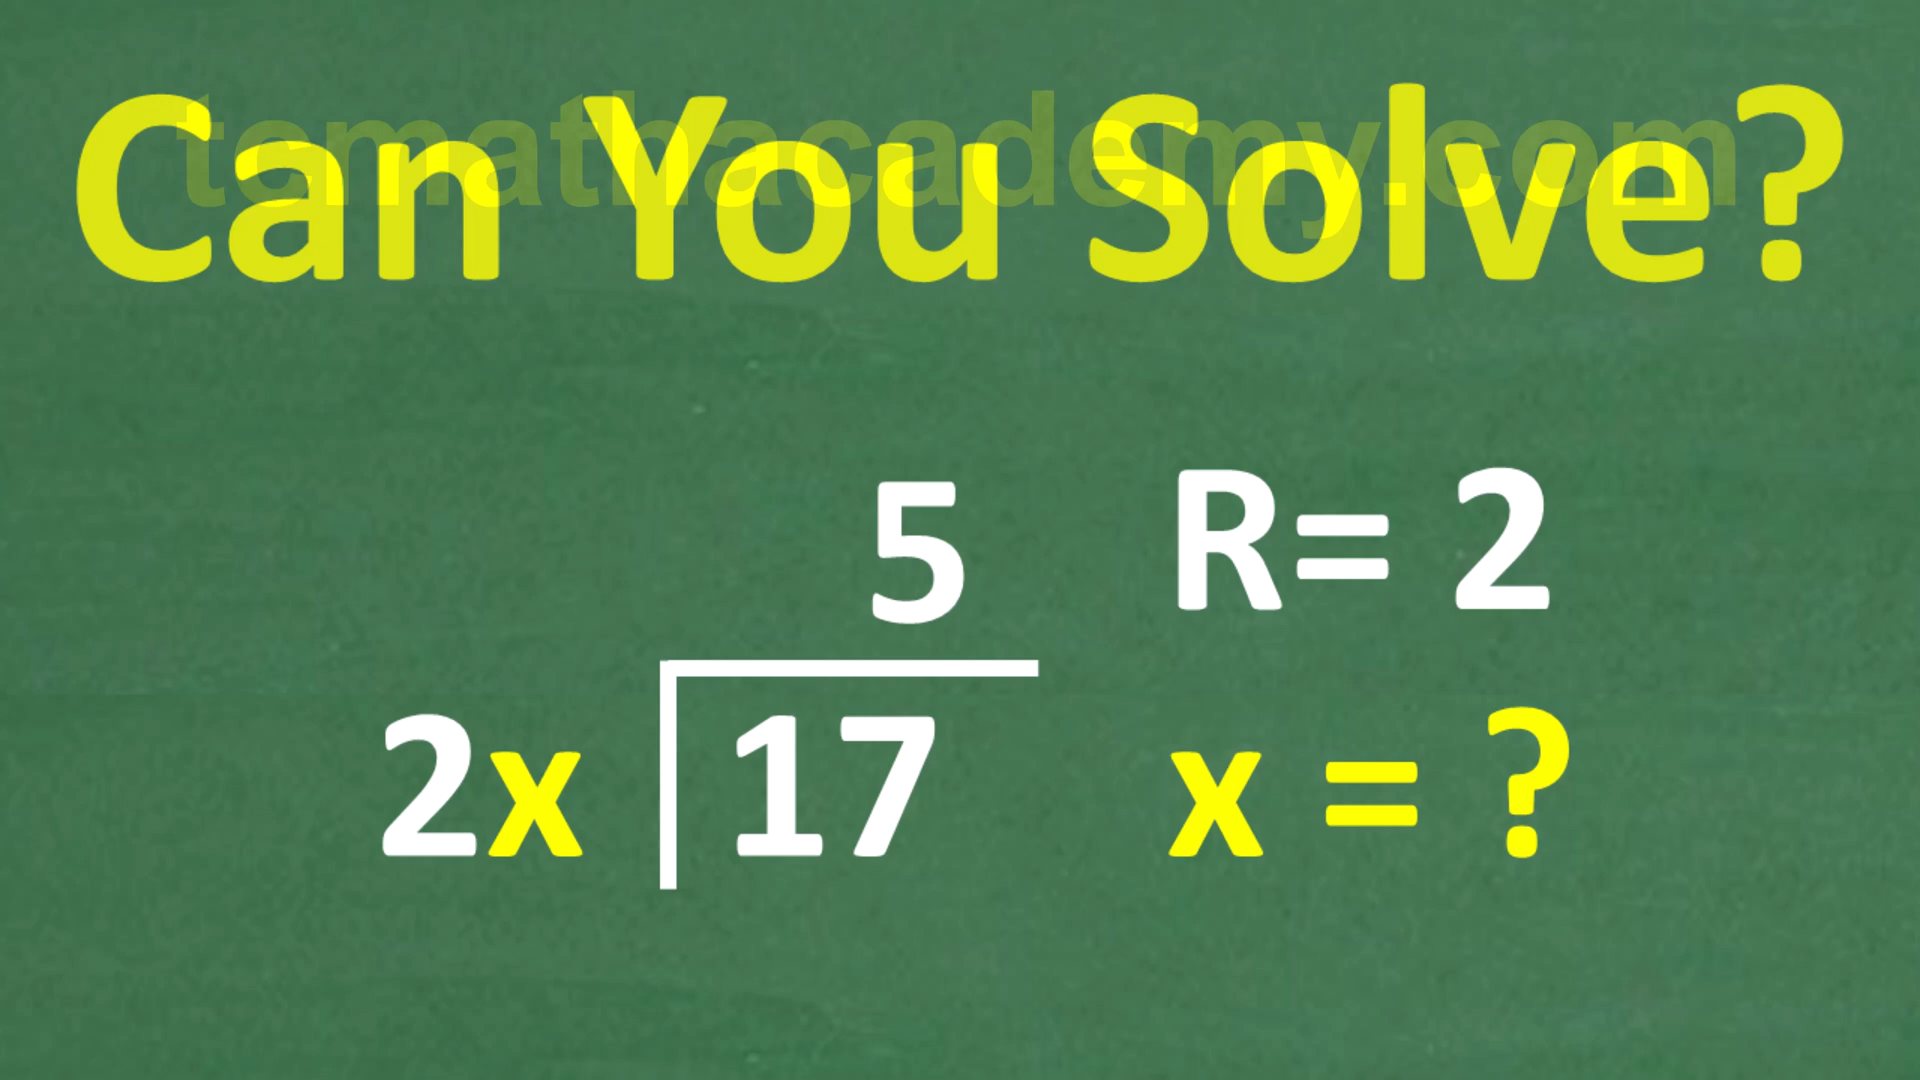 Can You Solve?
tcmathacademy.com
5 R= 2
2x 17 x = ?